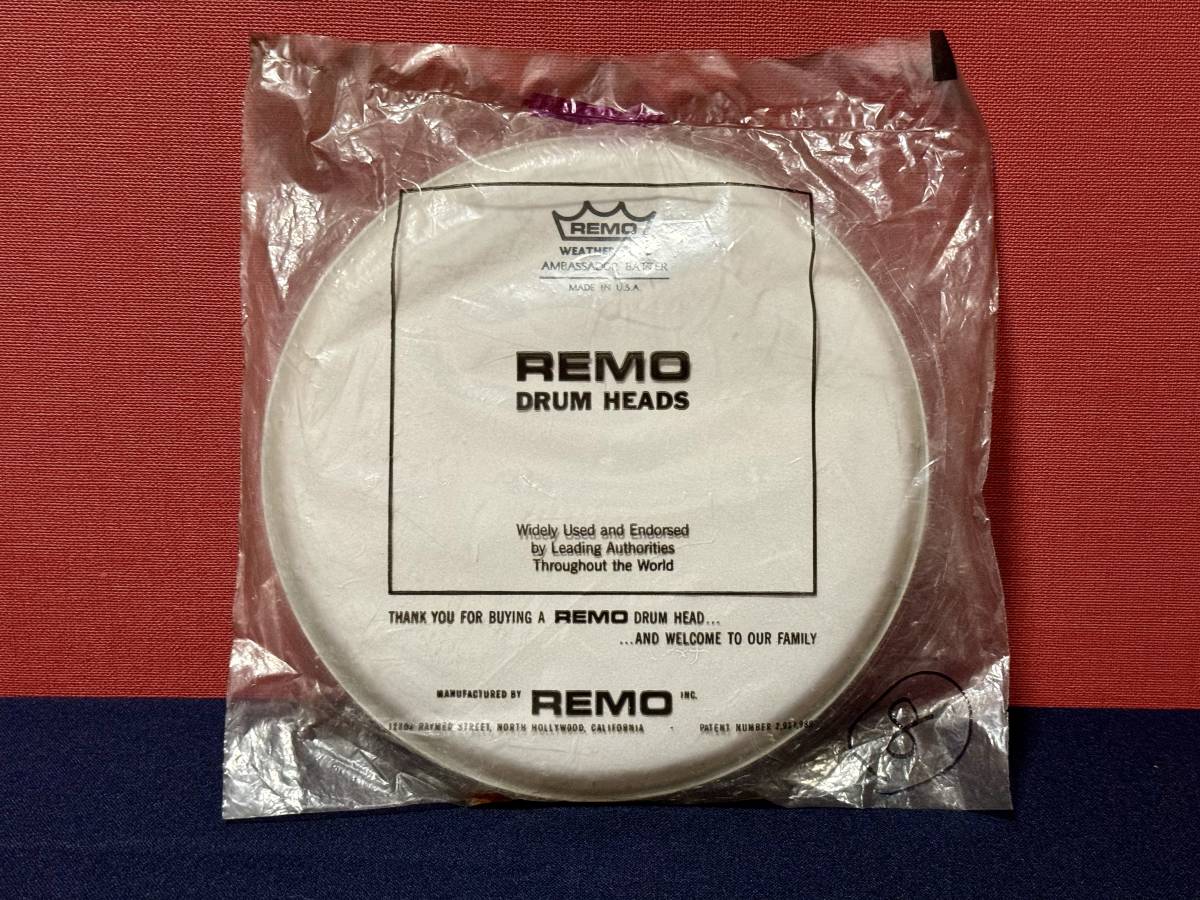 REMO
AMBASSADOR BATTER
MADE IN U.S.A.
REMO
DRUM HEADS
Widely Used and Endorsed
by Leading Authorities
Throughout the World
THANK YOU FOR BUYING A REMO DRUM HEAD...
...AND WELCOME TO OUR FAMILY
MANUFACTURED BY REMO INC.
RAYMER STREET, NORTH HOLLYWOOD, CALIFORNIA · PATENT NUMBER
8